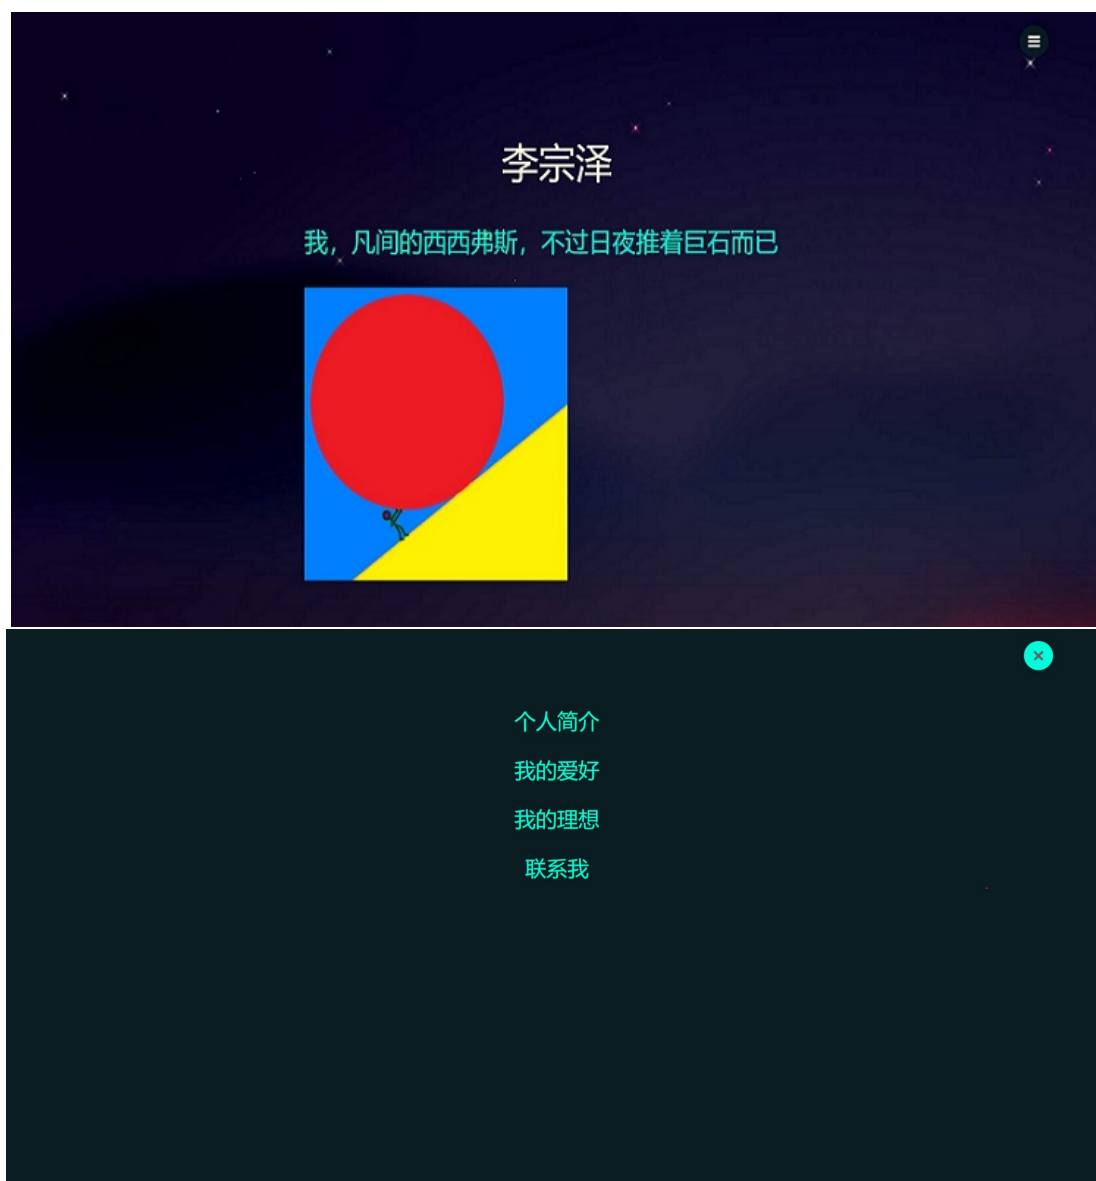 李宗泽
我，凡间的西西弗斯，不过日夜推着巨石而已
个人简介
我的爱好
我的理想
联系我